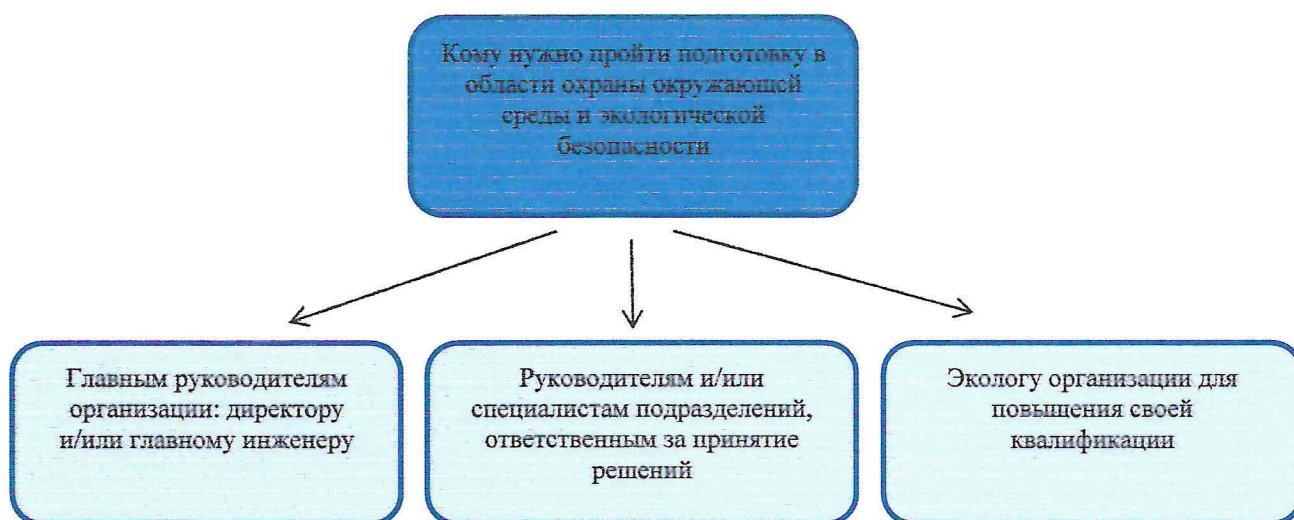 Кому нужно пройти подготовку в
области охраны окружающей
среды и экологической
безопасности
Главным руководителям
организации: директору
и/или главному инженеру
Руководителям и/или
специалистам подразделений,
ответственным за принятие
решений
Экологу организации для
повышения своей
квалификации